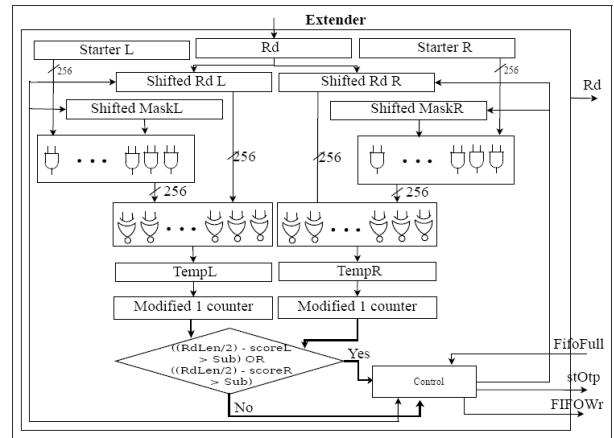 Extender
Starter L
Rd
Starter R
256
256
Rd
Shifted Rd L
Shifted Rd R
Shifted MaskL
Shifted MaskR
256
256
256
256
TempL
TempR
Modified 1 counter
Modified 1 counter
((RdLen/2) - scoreL
> Sub) OR
((RdLen/2) - scoreR
> Sub)
Yes
No
Control
FifoFull
stOtp
FIFOWr